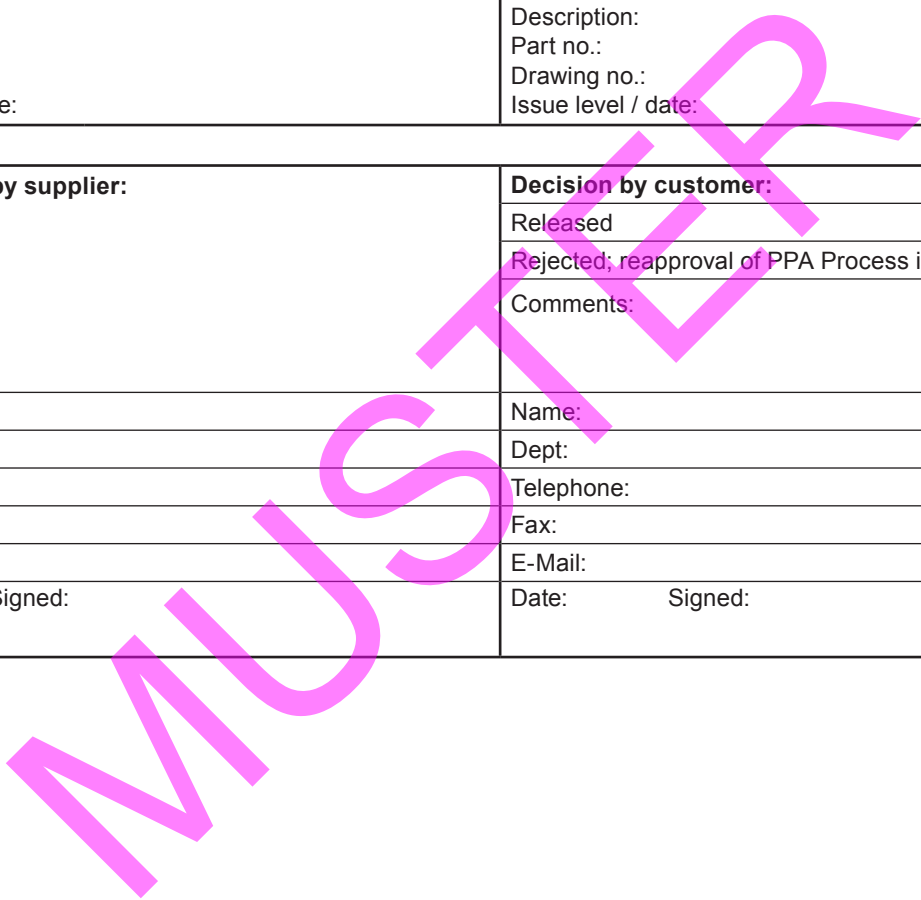 Description:
Part no.:
Drawing no.:
e: Issue level / date:
by supplier: Decision by customer:
Released
Rejected; reapproval of PPA Process i
Comments:
Name:
Dept:
Telephone:
Fax:
E-Mail:
Signed: Date: Signed:
MUSTER